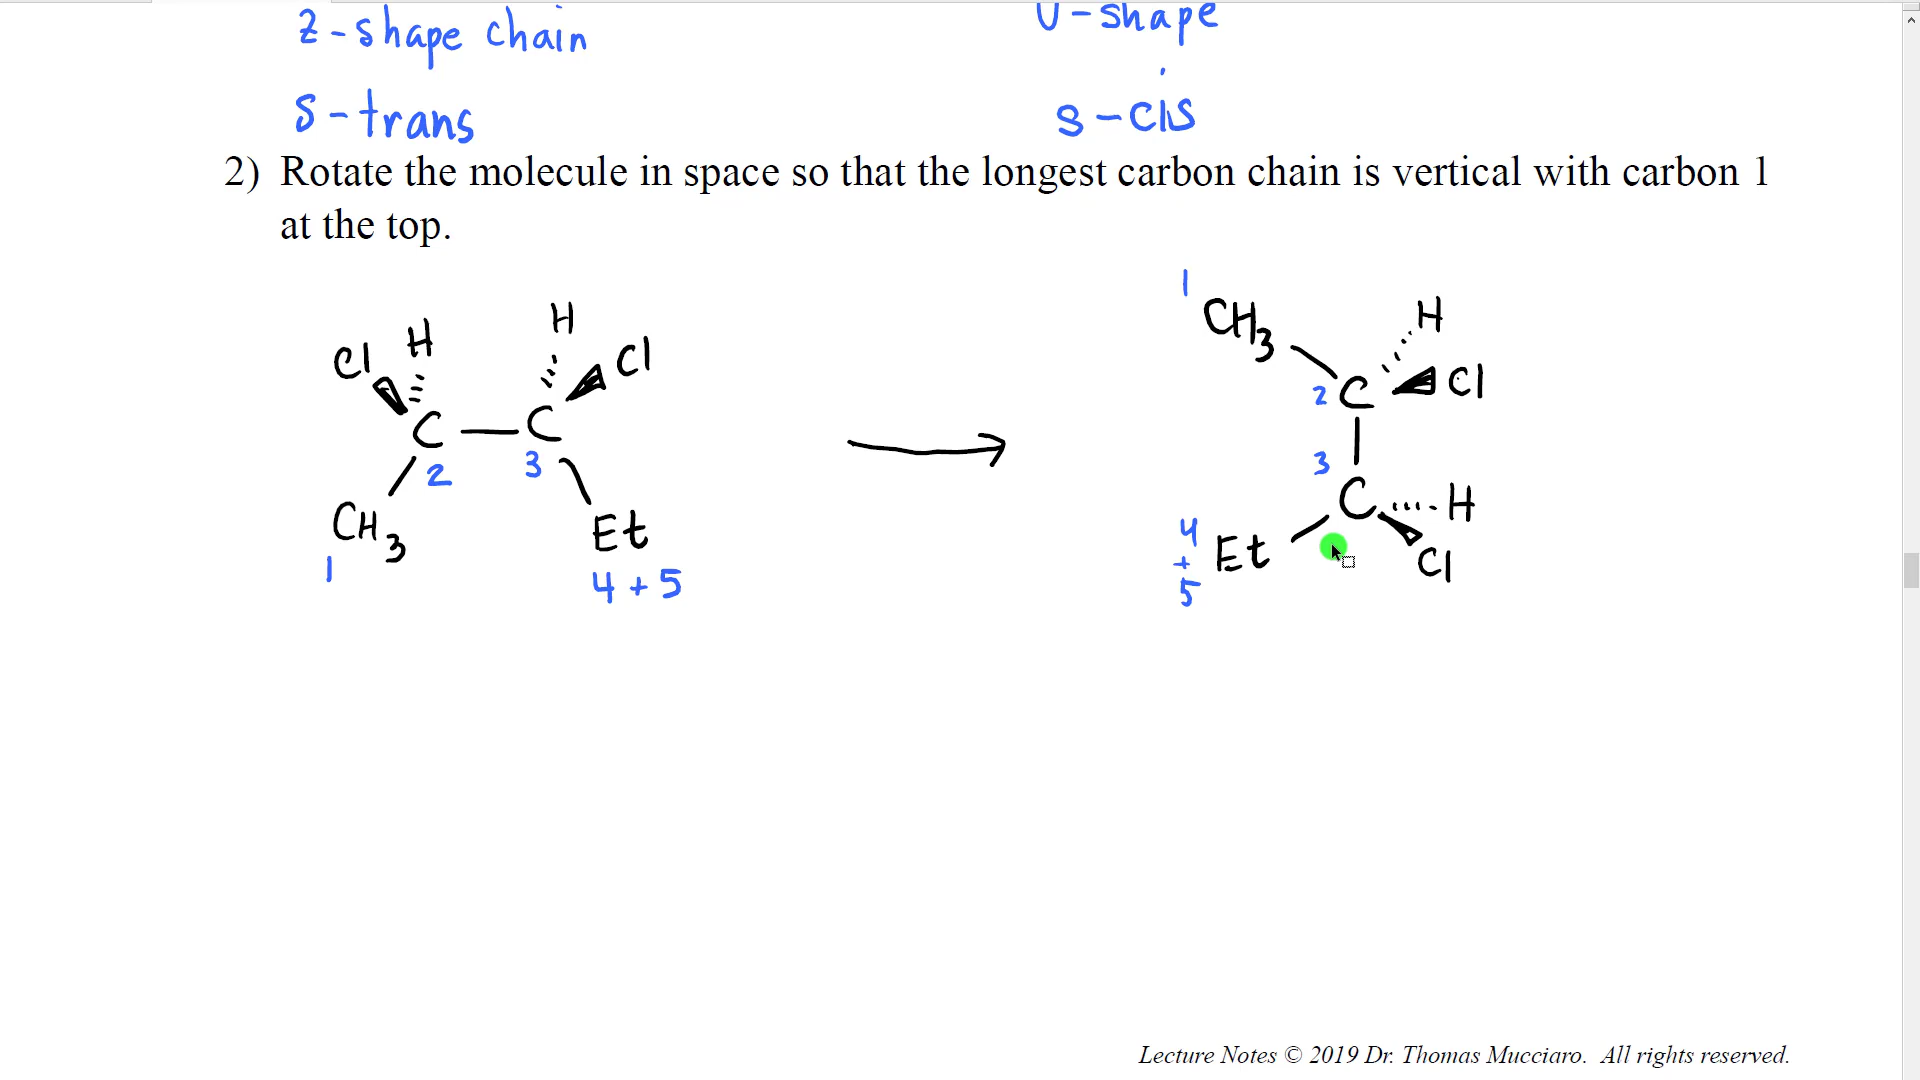 Z-shape chain
U-shape
S-trans
s-cis
2) Rotate the molecule in space so that the longest carbon chain is vertical with carbon 1
at the top.
Cl H H Cl
C C
2 3
CH3 Et
1 4 + 5
1
CH3 H
2 C Cl
3
C H
4 + 5 Et Cl
Lecture Notes © 2019 Dr. Thomas Mucciaro. All rights reserved.